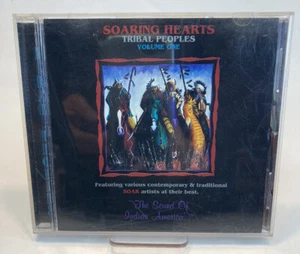 SOARING HEARTS
TRIBAL PEOPLES
VOLUME ONE
Featuring various contemporary & traditional
SOAR artists at their best.
"The Sound Of
Indian America"